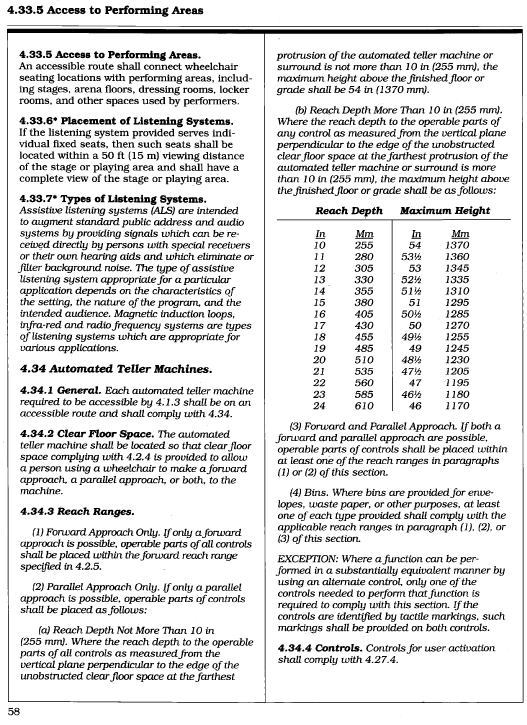 4.33.5 Access to Performing Areas
4.33.5 Access to Performing Areas.
An accessible route shall connect wheelchair
seating locations with performing areas, includ-
ing stages, arena floors, dressing rooms, locker
rooms, and other spaces used by performers.
4.33.6* Placement of Listening Systems.
If the listening system provided serves indi-
vidual fixed seats, then such seats shall be
located within a 50 ft (15 m) viewing distance
of the stage or playing area and shall have a
complete view of the stage or playing area.
4.33.7* Types of Listening Systems.
Assistive listening systems (ALS) are intended
to augment standard public address and audio
systems by providing signals which can be re-
ceived directly by persons with special receivers
or their own hearing aids and which eliminate or
filter background noise. The type of assistive
listening system appropriate for a particular
application depends on the characteristics of
the setting, the nature of the program, and the
intended audience. Magnetic induction loops,
infra-red and radio frequency systems are types
of listening systems which are appropriate for
various applications.
4.34 Automated Teller Machines.
4.34.1 General. Each automated teller machine
required to be accessible by 4.1.3 shall be on an
accessible route and shall comply with 4.34.
4.34.2 Clear Floor Space. The automated
teller machine shall be located so that clear floor
space complying with 4.2.4 is provided to allow
a person using a wheelchair to make a forward
approach, a parallel approach, or both, to the
machine.
4.34.3 Reach Ranges.
(1) Forward Approach Only. If only a forward
approach is possible, operable parts of all controls
shall be placed within the forward reach range
specified in 4.2.5.
(2) Parallel Approach Only. If only a parallel
approach is possible, operable parts of controls
shall be placed as follows:
(a) Reach Depth Not More Than 10 in
(255 mm). Where the reach depth to the operable
parts of all controls as measured from the
vertical plane perpendicular to the edge of the
unobstructed clear floor space at the farthest
protrusion of the automated teller machine or
surround is not more than 10 in (255 mm), the
maximum height above the finished floor or
grade shall be 54 in (1370 mm).
(b) Reach Depth More Than 10 in (255 mm).
Where the reach depth to the operable parts of
any control as measured from the vertical plane
perpendicular to the edge of the unobstructed
clear floor space at the farthest protrusion of the
automated teller machine or surround is more
than 10 in (255 mm), the maximum height above
the finished floor or grade shall be as follows:
Reach Depth Maximum Height
In Mm In Mm
10 255 54 1370
11 280 53½ 1360
12 305 53 1345
13 330 52½ 1335
14 355 51½ 1310
15 380 51 1295
16 405 50½ 1285
17 430 50 1270
18 455 49½ 1255
19 485 49 1245
20 510 48½ 1230
21 535 47½ 1205
22 560 47 1195
23 585 46½ 1180
24 610 46 1170
(3) Forward and Parallel Approach. If both a
forward and parallel approach are possible,
operable parts of controls shall be placed within
at least one of the reach ranges in paragraphs
(1) or (2) of this section.
(4) Bins. Where bins are provided for enve-
lopes, waste paper, or other purposes, at least
one of each type provided shall comply with the
applicable reach ranges in paragraph (1), (2), or
(3) of this section.
EXCEPTION: Where a function can be per-
formed in a substantially equivalent manner by
using an alternate control, only one of the
controls needed to perform that function is
required to comply with this section. If the
controls are identified by tactile markings, such
markings shall be provided on both controls.
4.34.4 Controls. Controls for user activation
shall comply with 4.27.4.
58